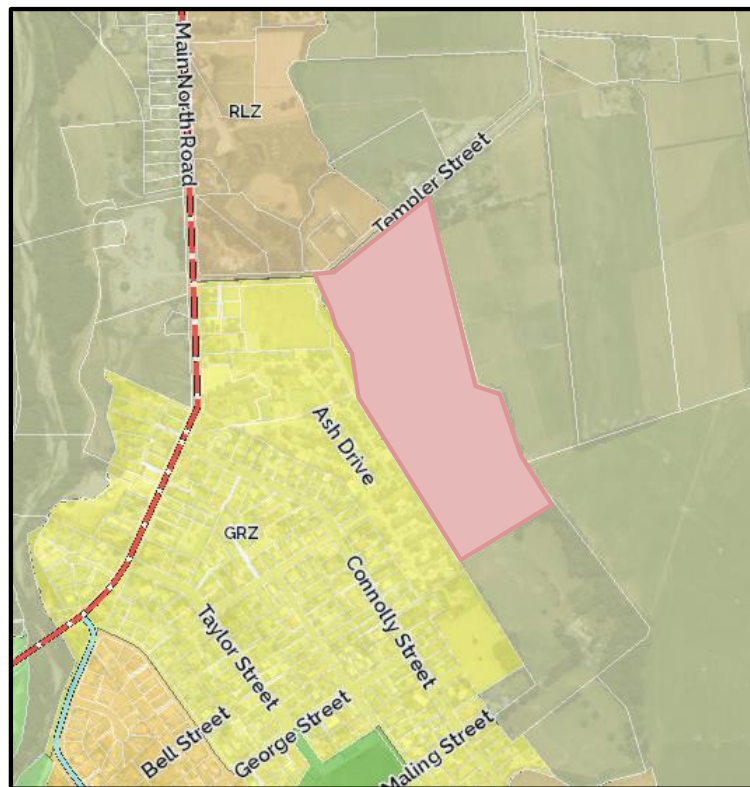 Main North Road
RLZ
Templer Street
Ash Drive
GRZ
Connolly Street
Taylor Street
Bell Street
George Street
Maling Street